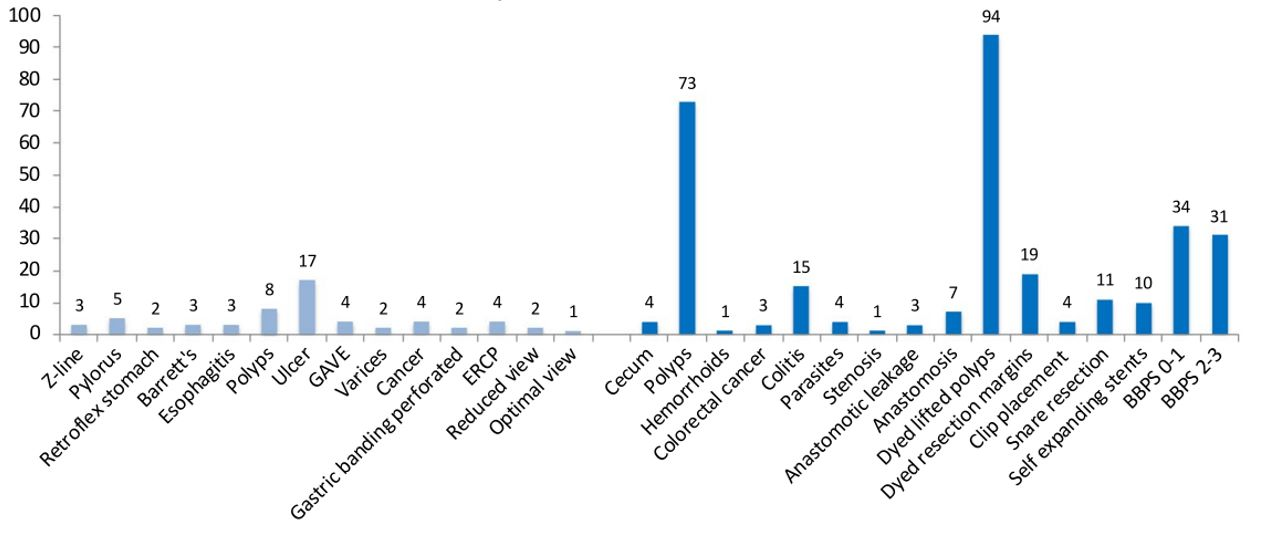 100
90
80
70
60
50
40
30
20
10
0
3
5
2
3
3
8
17
4
2
4
2
4
2
1
4
73
1
3
15
4
1
3
7
94
19
4
11
10
34
31
Z-line
Pylorus
Retroflex stomach
Barrett's
Esophagitis
Polyps
Ulcer
GAVE
Varices
Cancer
Gastric banding perforated
ERCP
Reduced view
Optimal view
Cecum
Polyps
Hemorrhoids
Colorectal cancer
Colitis
Parasites
Stenosis
Anastomotic leakage
Anastomosis
Dyed lifted polyps
Dyed resection margins
Clip placement
Snare resection
Self expanding stents
BBPS 0-1
BBPS 2-3